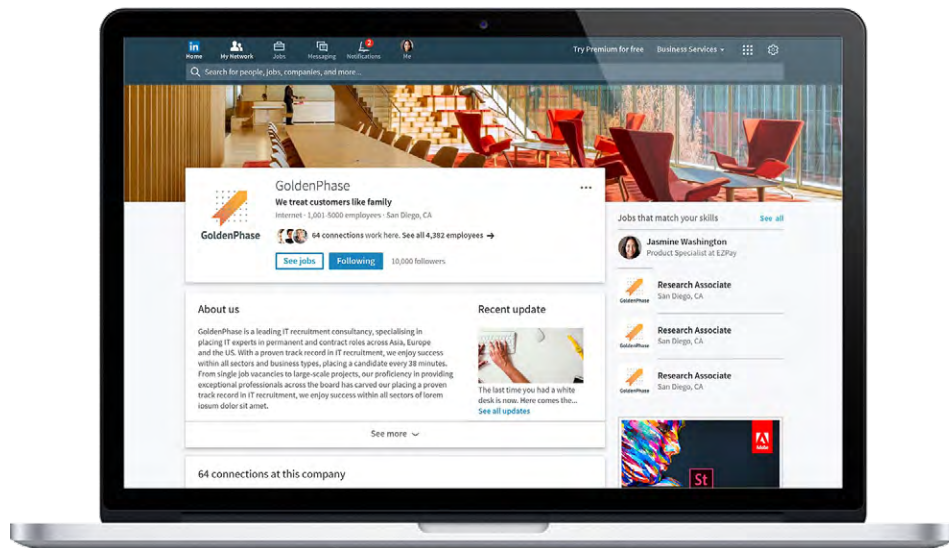 in
2
Home
My Network
Jobs
Messaging
Notifications
Me
Try Premium for free
Business Services
Search for people, jobs, companies, and more...
GoldenPhase
GoldenPhase
We treat customers like family
Internet · 1,001-5000 employees · San Diego, CA
64 connections work here. See all 4,382 employees →
See jobs
Following
10,000 followers
About us
GoldenPhase is a leading IT recruitment consultancy, specialising in
placing IT experts in permanent and contract roles across Asia, Europe
and the US. With a proven track record in IT recruitment, we enjoy success
within all sectors and business types, placing a candidate every 38 minutes.
From single job vacancies to large-scale projects, our proficiency in providing
exceptional professionals across the board has carved our placing a proven
track record in IT recruitment, we enjoy success within all sectors of lorem
iosum dolor sit amet.
See more
Recent update
The last time you had a white
desk is now. Here comes the...
See all updates
64 connections at this company
Jobs that match your skills
See all
Jasmine Washington
Product Specialist at EZPay
GoldenPhase
Research Associate
San Diego, CA
GoldenPhase
Research Associate
San Diego, CA
GoldenPhase
Research Associate
San Diego, CA
Adobe
St